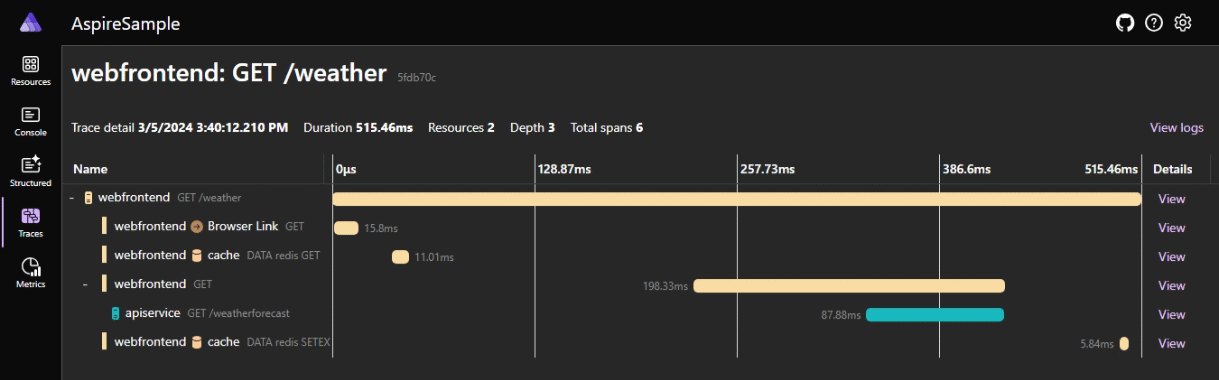 AspireSample
Resources
Console
Structured
Traces
Metrics
webfrontend: GET /weather 5fdb70c
Trace detail 3/5/2024 3:40:12.210 PM Duration 515.46ms Resources 2 Depth 3 Total spans 6 View logs
Name 0μs 128.87ms 257.73ms 386.6ms 515.46ms Details
webfrontend GET /weather View
webfrontend Browser Link GET 15.8ms View
webfrontend cache DATA redis GET 11.01ms View
webfrontend GET 198.33ms View
apiservice GET /weatherforecast 87.88ms View
webfrontend cache DATA redis SETEX 5.84ms View